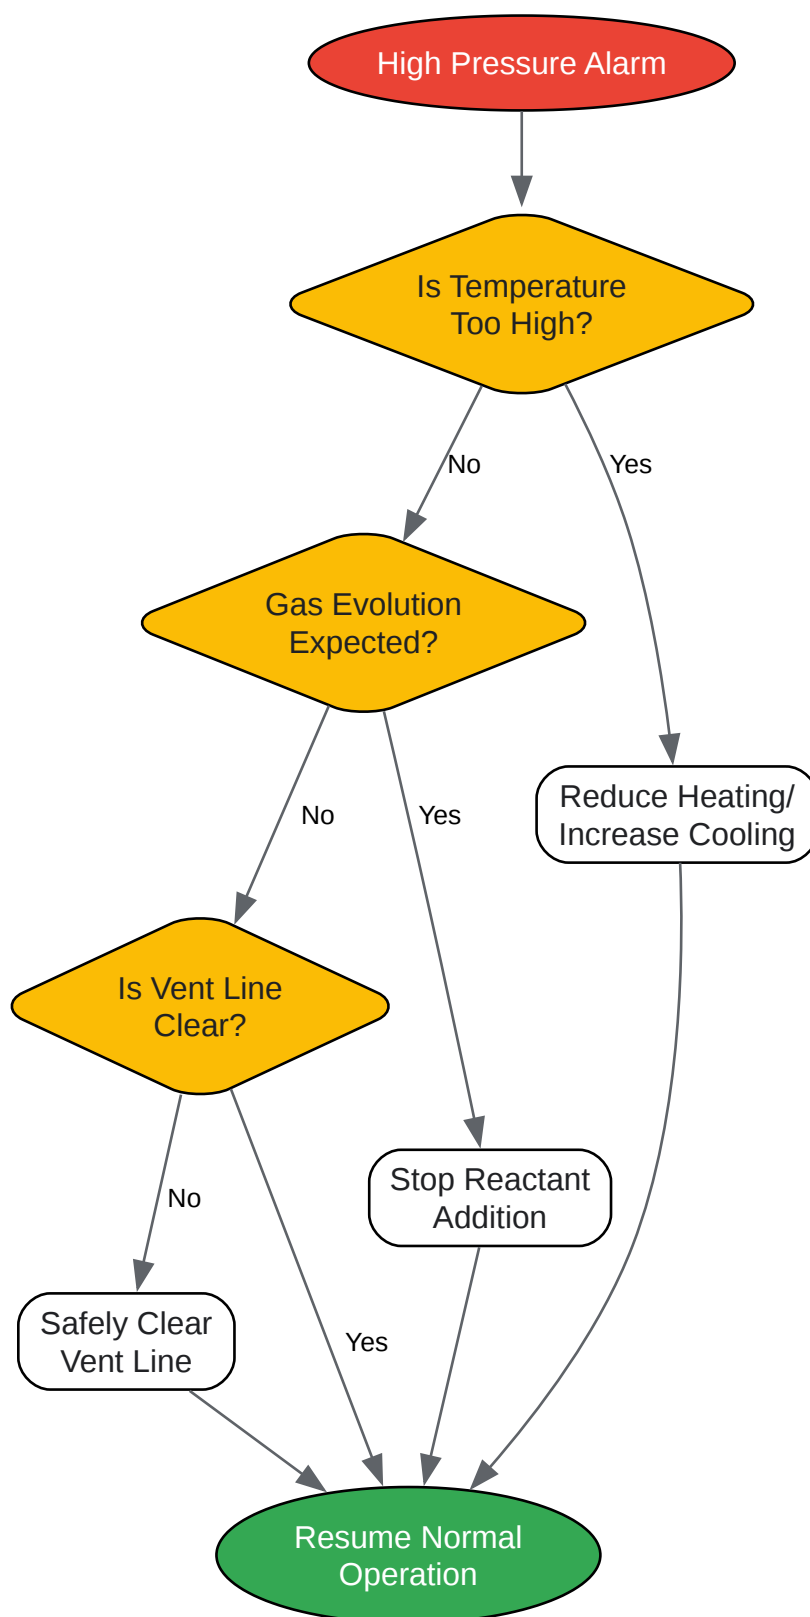 High Pressure Alarm
Is Temperature
Too High?
No
Yes
Gas Evolution
Expected?
Reduce Heating/
Increase Cooling
No
Yes
Is Vent Line
Clear?
Stop Reactant
Addition
No
Safely Clear
Vent Line
Yes
Resume Normal
Operation